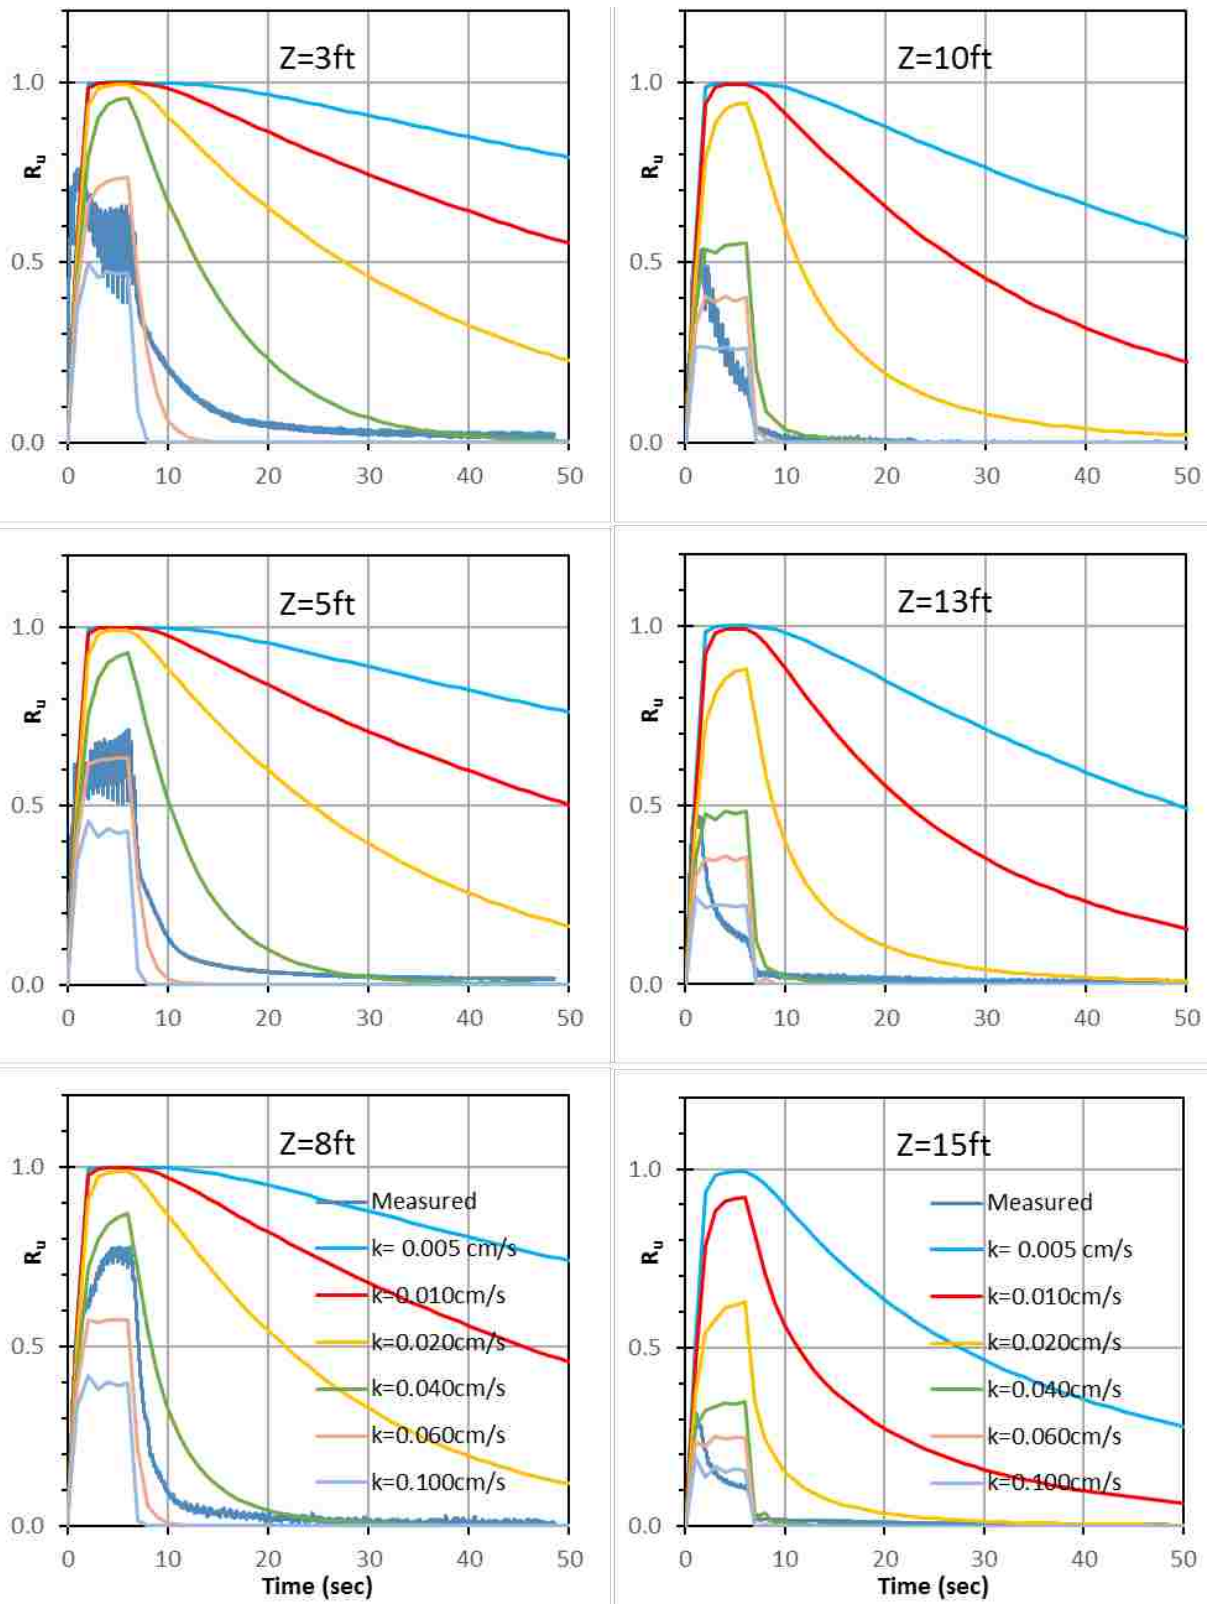 Z=3ft
1.0
0.5
0.0
Ru
0 10 20 30 40 50
Z=10ft
1.0
0.5
0.0
Ru
0 10 20 30 40 50
Z=5ft
1.0
0.5
0.0
Ru
0 10 20 30 40 50
Z=13ft
1.0
0.5
0.0
Ru
0 10 20 30 40 50
Z=8ft
1.0
0.5
0.0
Ru
Measured
k= 0.005 cm/s
k=0.010cm/s
k=0.020cm/s
k=0.040cm/s
k=0.060cm/s
k=0.100cm/s
0 10 20 30 40 50
Time (sec)
Z=15ft
1.0
0.5
0.0
Ru
Measured
k= 0.005 cm/s
k=0.010cm/s
k=0.020cm/s
k=0.040cm/s
k=0.060cm/s
k=0.100cm/s
0 10 20 30 40 50
Time (sec)